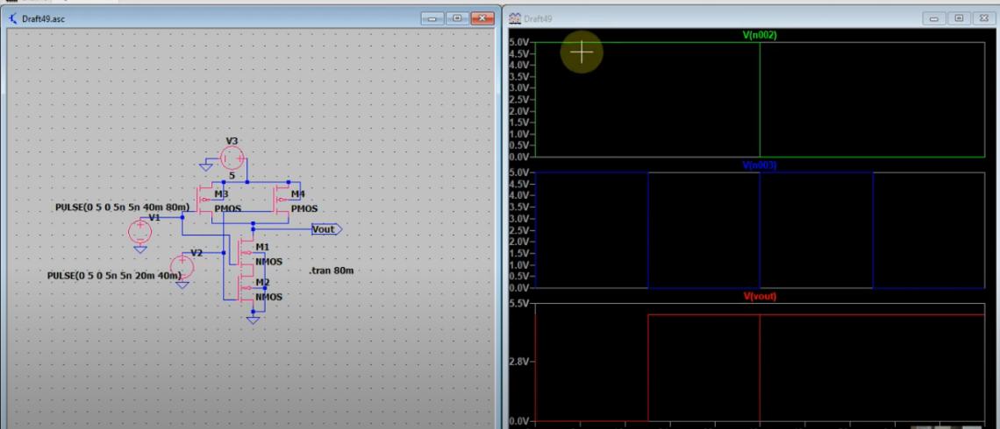 Draft49.asc
V3
5
M3
PMOS
M4
PMOS
PULSE(0 5 0 5n 5n 40m 80m)
V1
Vout
M1
NMOS
V2
PULSE(0 5 0 5n 5n 20m 40m)
M2
NMOS
.tran 80m
Draft49
V(n002)
5.0V
4.5V
4.0V
3.5V
3.0V
2.5V
2.0V
1.5V
1.0V
0.5V
0.0V
V(n003)
5.0V
4.5V
4.0V
3.5V
3.0V
2.5V
2.0V
1.5V
1.0V
0.5V
0.0V
V(vout)
5.5V
2.8V
0.0V